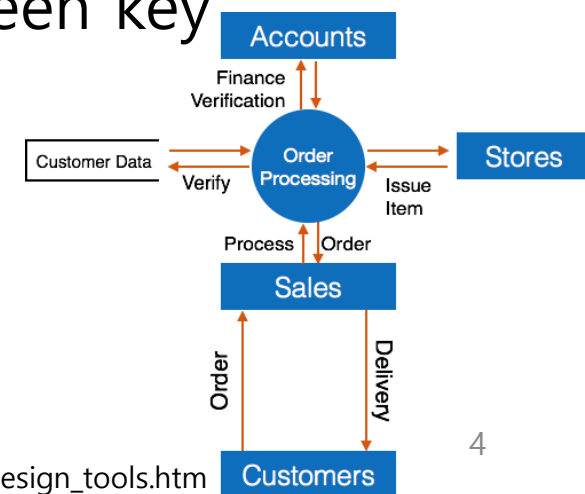 een key
Accounts
Finance
Verification
Customer Data
Order
Processing
Stores
Verify
Issue
Item
Process
Order
Sales
Order
Delivery
4
esign_tools.htm
Customers